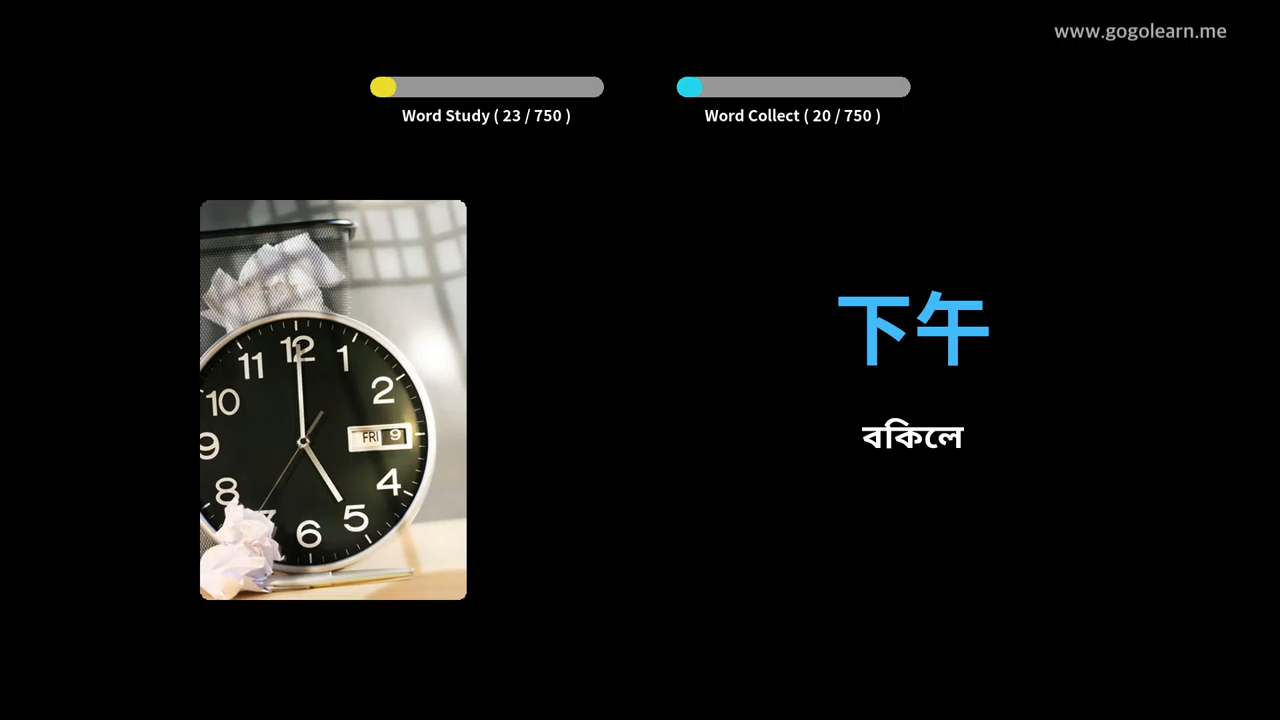 www.gogolearn.me
Word Study ( 23 / 750 )
Word Collect ( 20 / 750 )
下午
বকিলে
12
11
1
10
2
9
FRI 9
8
4
5
6